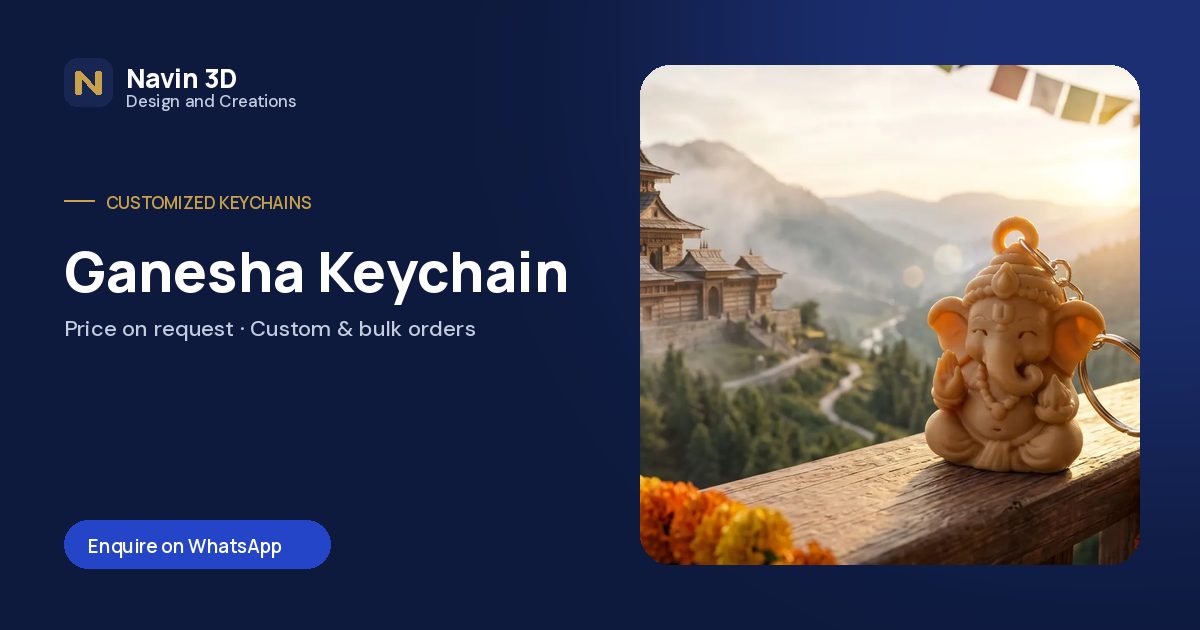 N
Navin 3D
Design and Creations
CUSTOMIZED KEYCHAINS
Ganesha Keychain
Price on request · Custom & bulk orders
Enquire on WhatsApp